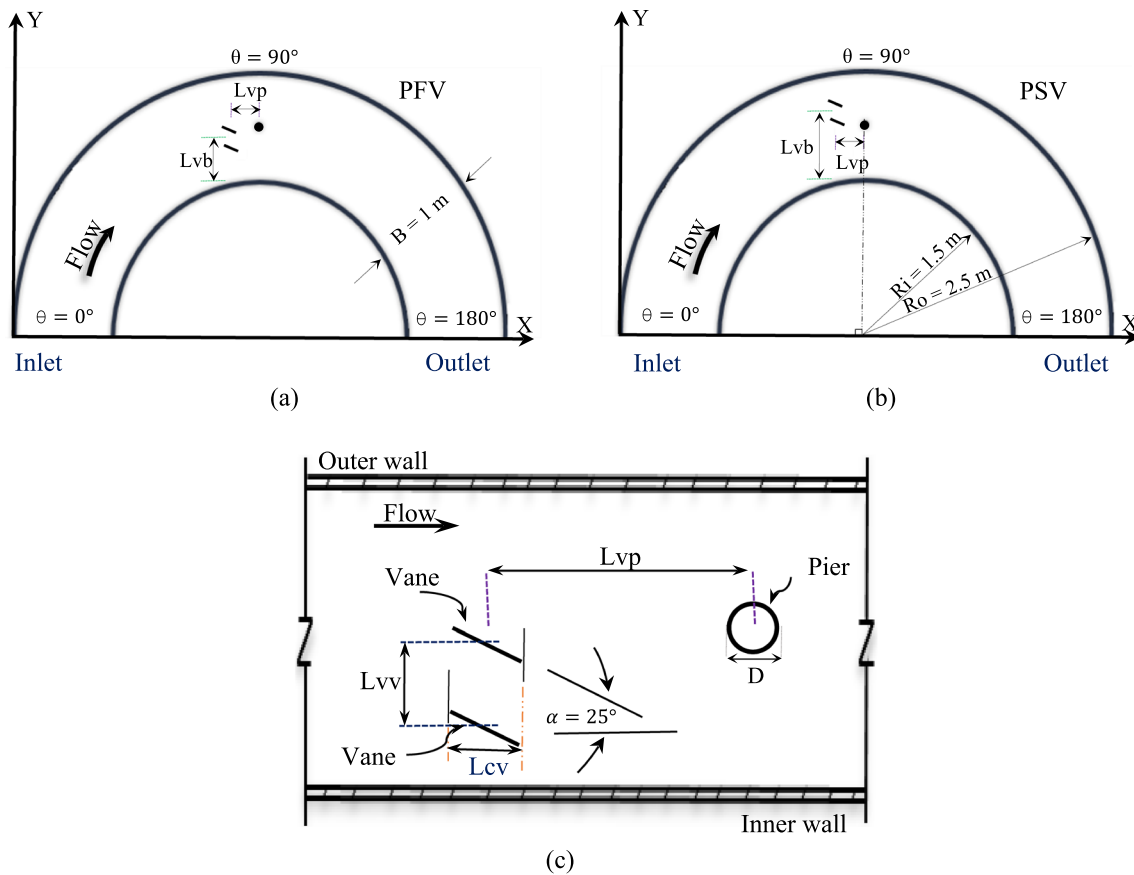 Y
θ = 90°
PFV
Lvp
Lvb
B = 1 m
Flow
θ = 0°
θ = 180°
X
Inlet
Outlet
(a)
Y
θ = 90°
PSV
Lvb
Lvp
Flow
Ri = 1.5 m
Ro = 2.5 m
θ = 0°
θ = 180°
X
Inlet
Outlet
(b)
Outer wall
Flow
Lvp
Vane
Pier
Lvv
D
α = 25°
Vane
Lcv
Inner wall
(c)